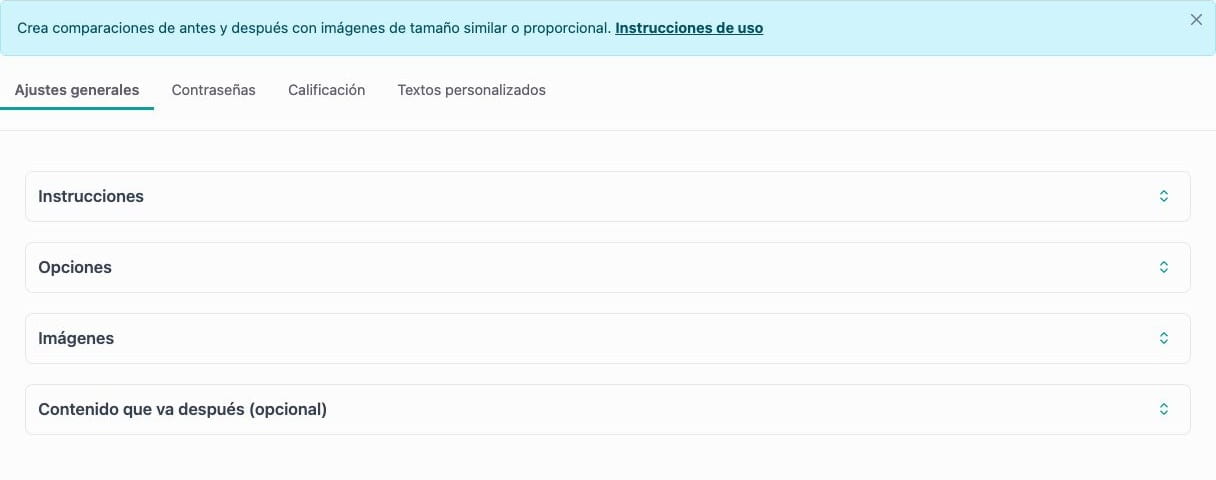 Crea comparaciones de antes y después con imágenes de tamaño similar o proporcional. Instrucciones de uso
Ajustes generales Contraseñas Calificación Textos personalizados
Instrucciones
Opciones
Imágenes
Contenido que va después (opcional)